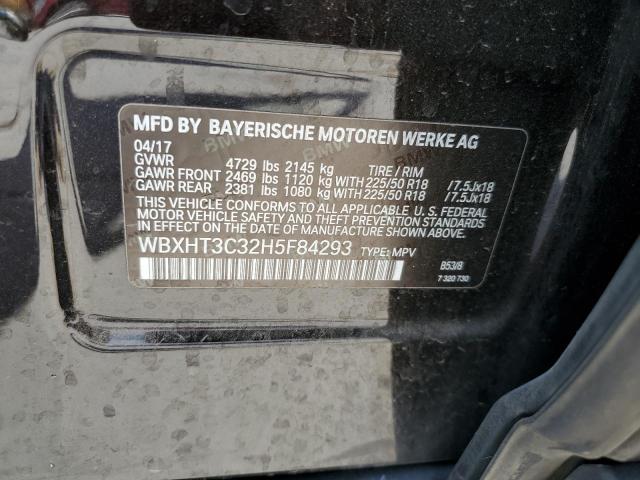 MFD BY BAYERISCHE MOTOREN WERKE AG
04/17
GVWR 4729 lbs 2145 kg TIRE / RIM
GAWR FRONT 2469 lbs 1120 kg WITH 225/50 R18 /7.5Jx18
GAWR REAR 2381 lbs 1080 kg WITH 225/50 R18 /7.5Jx18
THIS VEHICLE CONFORMS TO ALL APPLICABLE U.S. FEDERAL
MOTOR VEHICLE SAFETY, BUMPER, AND THEFT PREVENTION STANDARDS
IN EFFECT ON THE DATE OF MANUFACTURE SHOWN ABOVE.
WBXHT3C32H5F84293 TYPE: MPV
B53/8
7 320 730